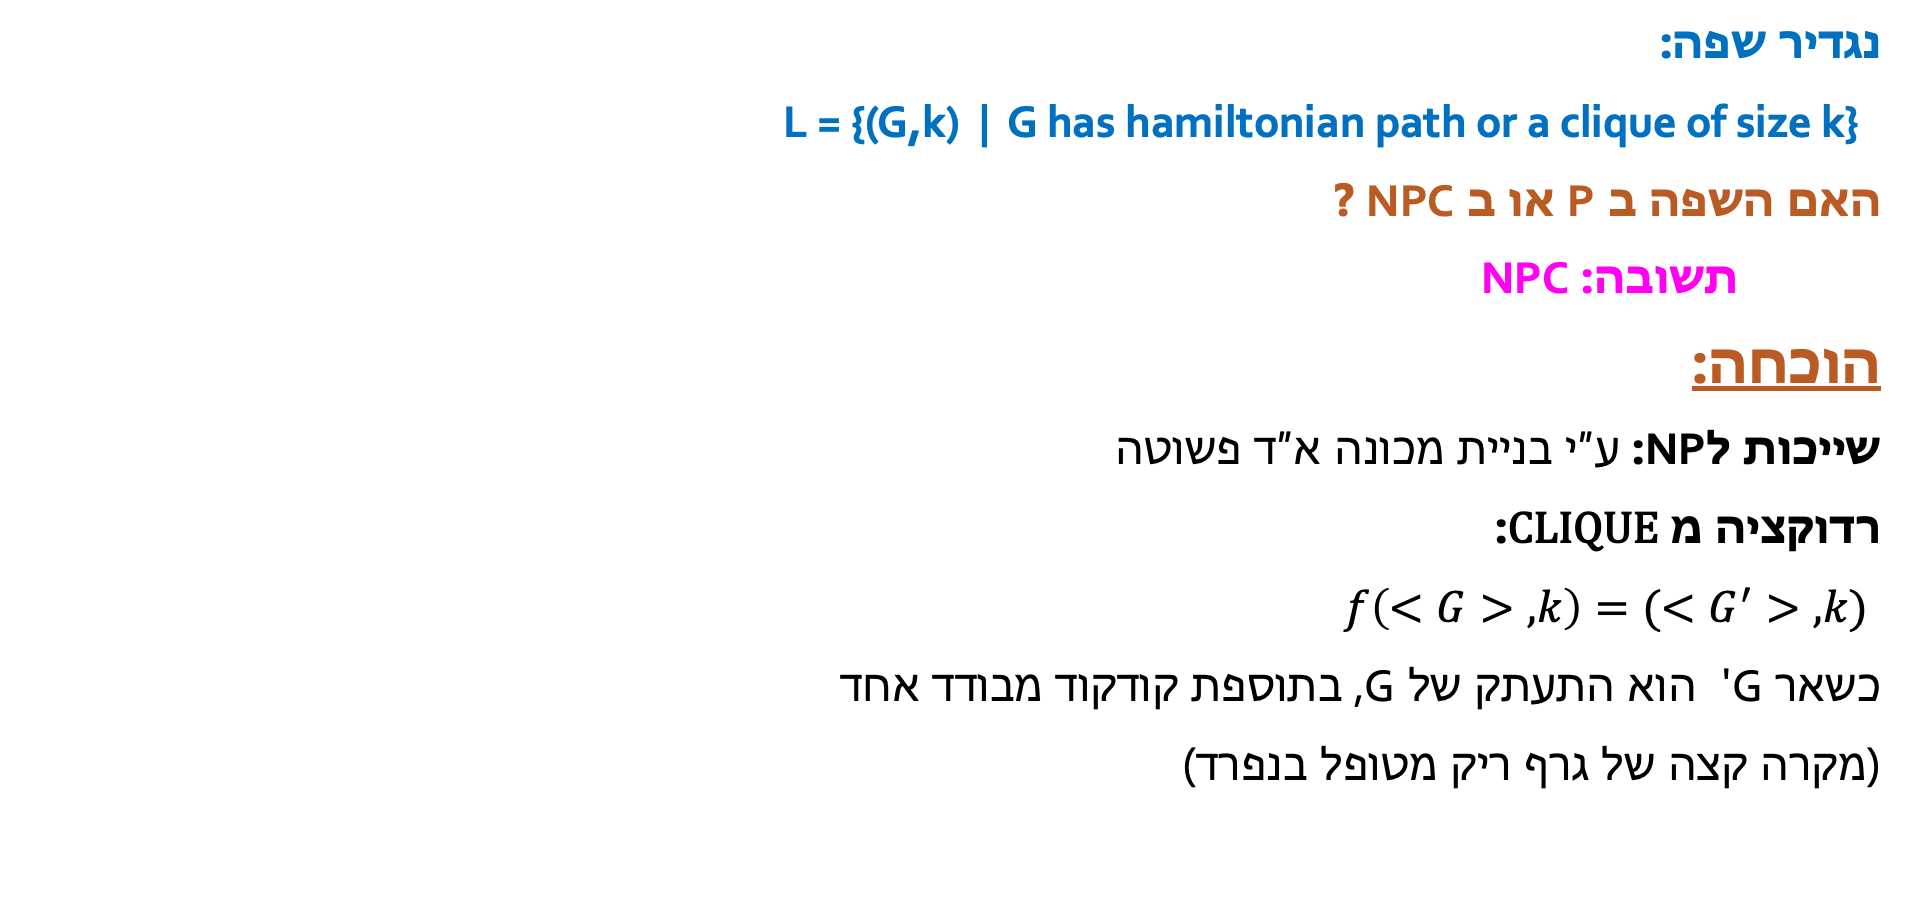 נגדיר שפה:
L = {(G,k) | G has hamiltonian path or a clique of size k}
האם השפה ב P או ב NPC ?
תשובה: NPC
הוכחה:
שייכות לNP: ע"י בניית מכונה א"ד פשוטה
רדוקציה מ CLIQUE:
f(< G > ,k) = (< G′ > ,k)
כשאר G' הוא התעתק של G, בתוספת קודקוד מבודד אחד
(מקרה קצה של גרף ריק מטופל בנפרד)